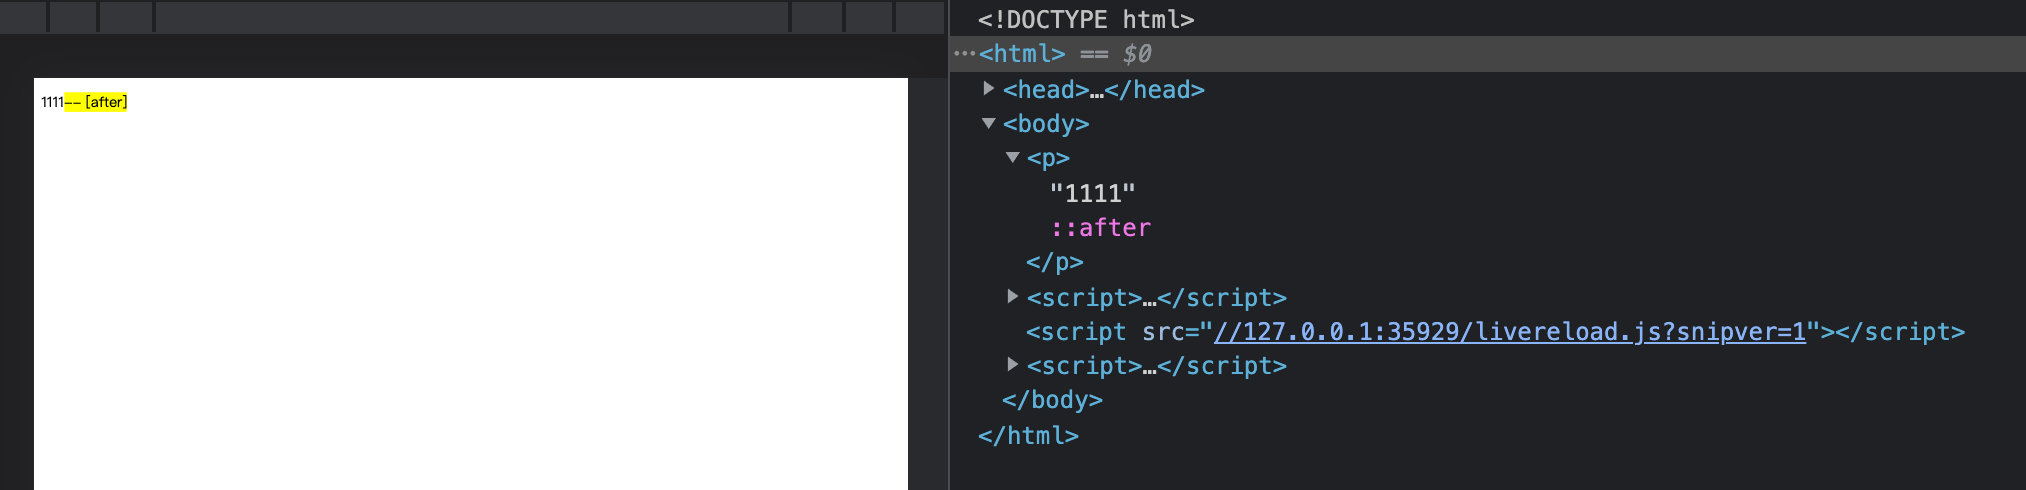 1111-- [after]
<!DOCTYPE html>
…<html> == $0
<head>…</head>
<body>
<p>
"1111"
::after
</p>
<script>…</script>
<script src="//127.0.0.1:35929/livereload.js?snipver=1"></script>
<script>…</script>
</body>
</html>